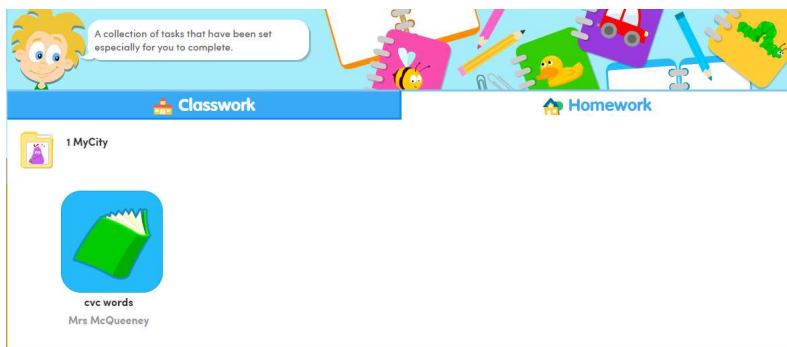 A collection of tasks that have been set
especially for you to complete.
Classwork
Homework
1 MyCity
cvc words
Mrs McQueeney